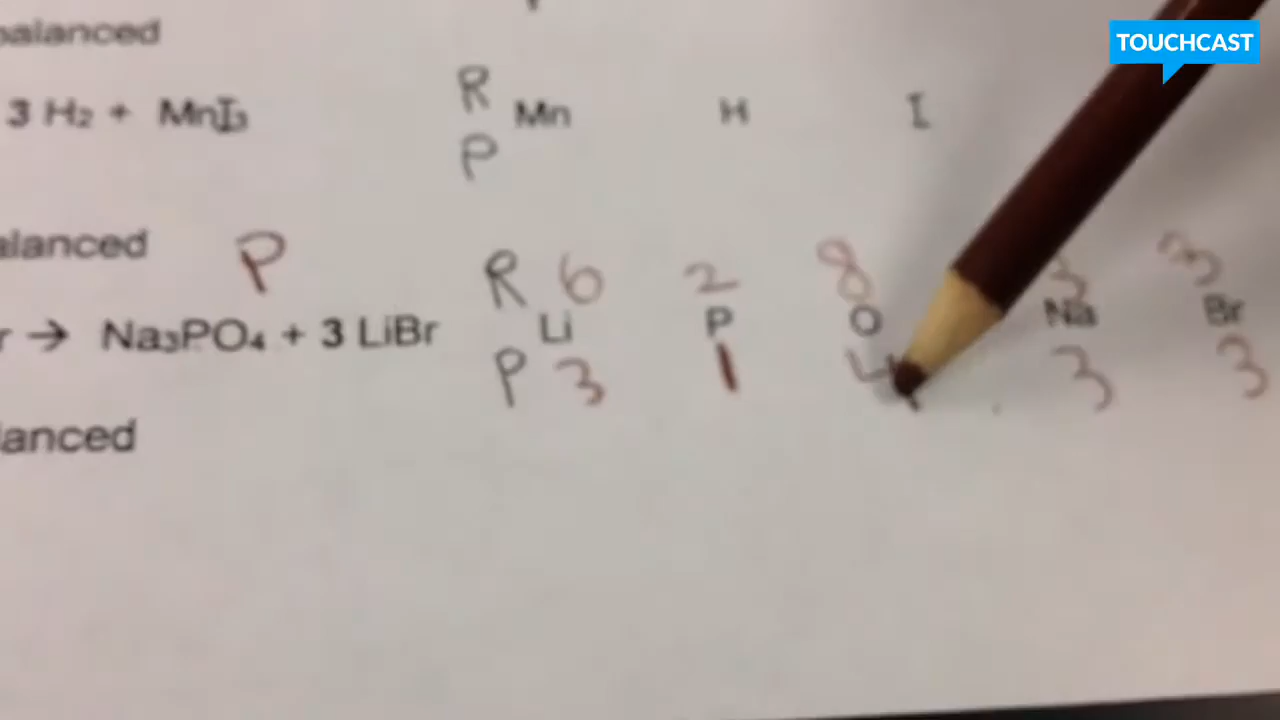 TOUCHCAST
balanced
R
3 H₂ + MnI₃ Mn H I
P
alanced P R 6 2 8 3 3
r → Na₃PO₄ + 3 LiBr Li P O Na Br
P 3 1 4 3 3
lanced